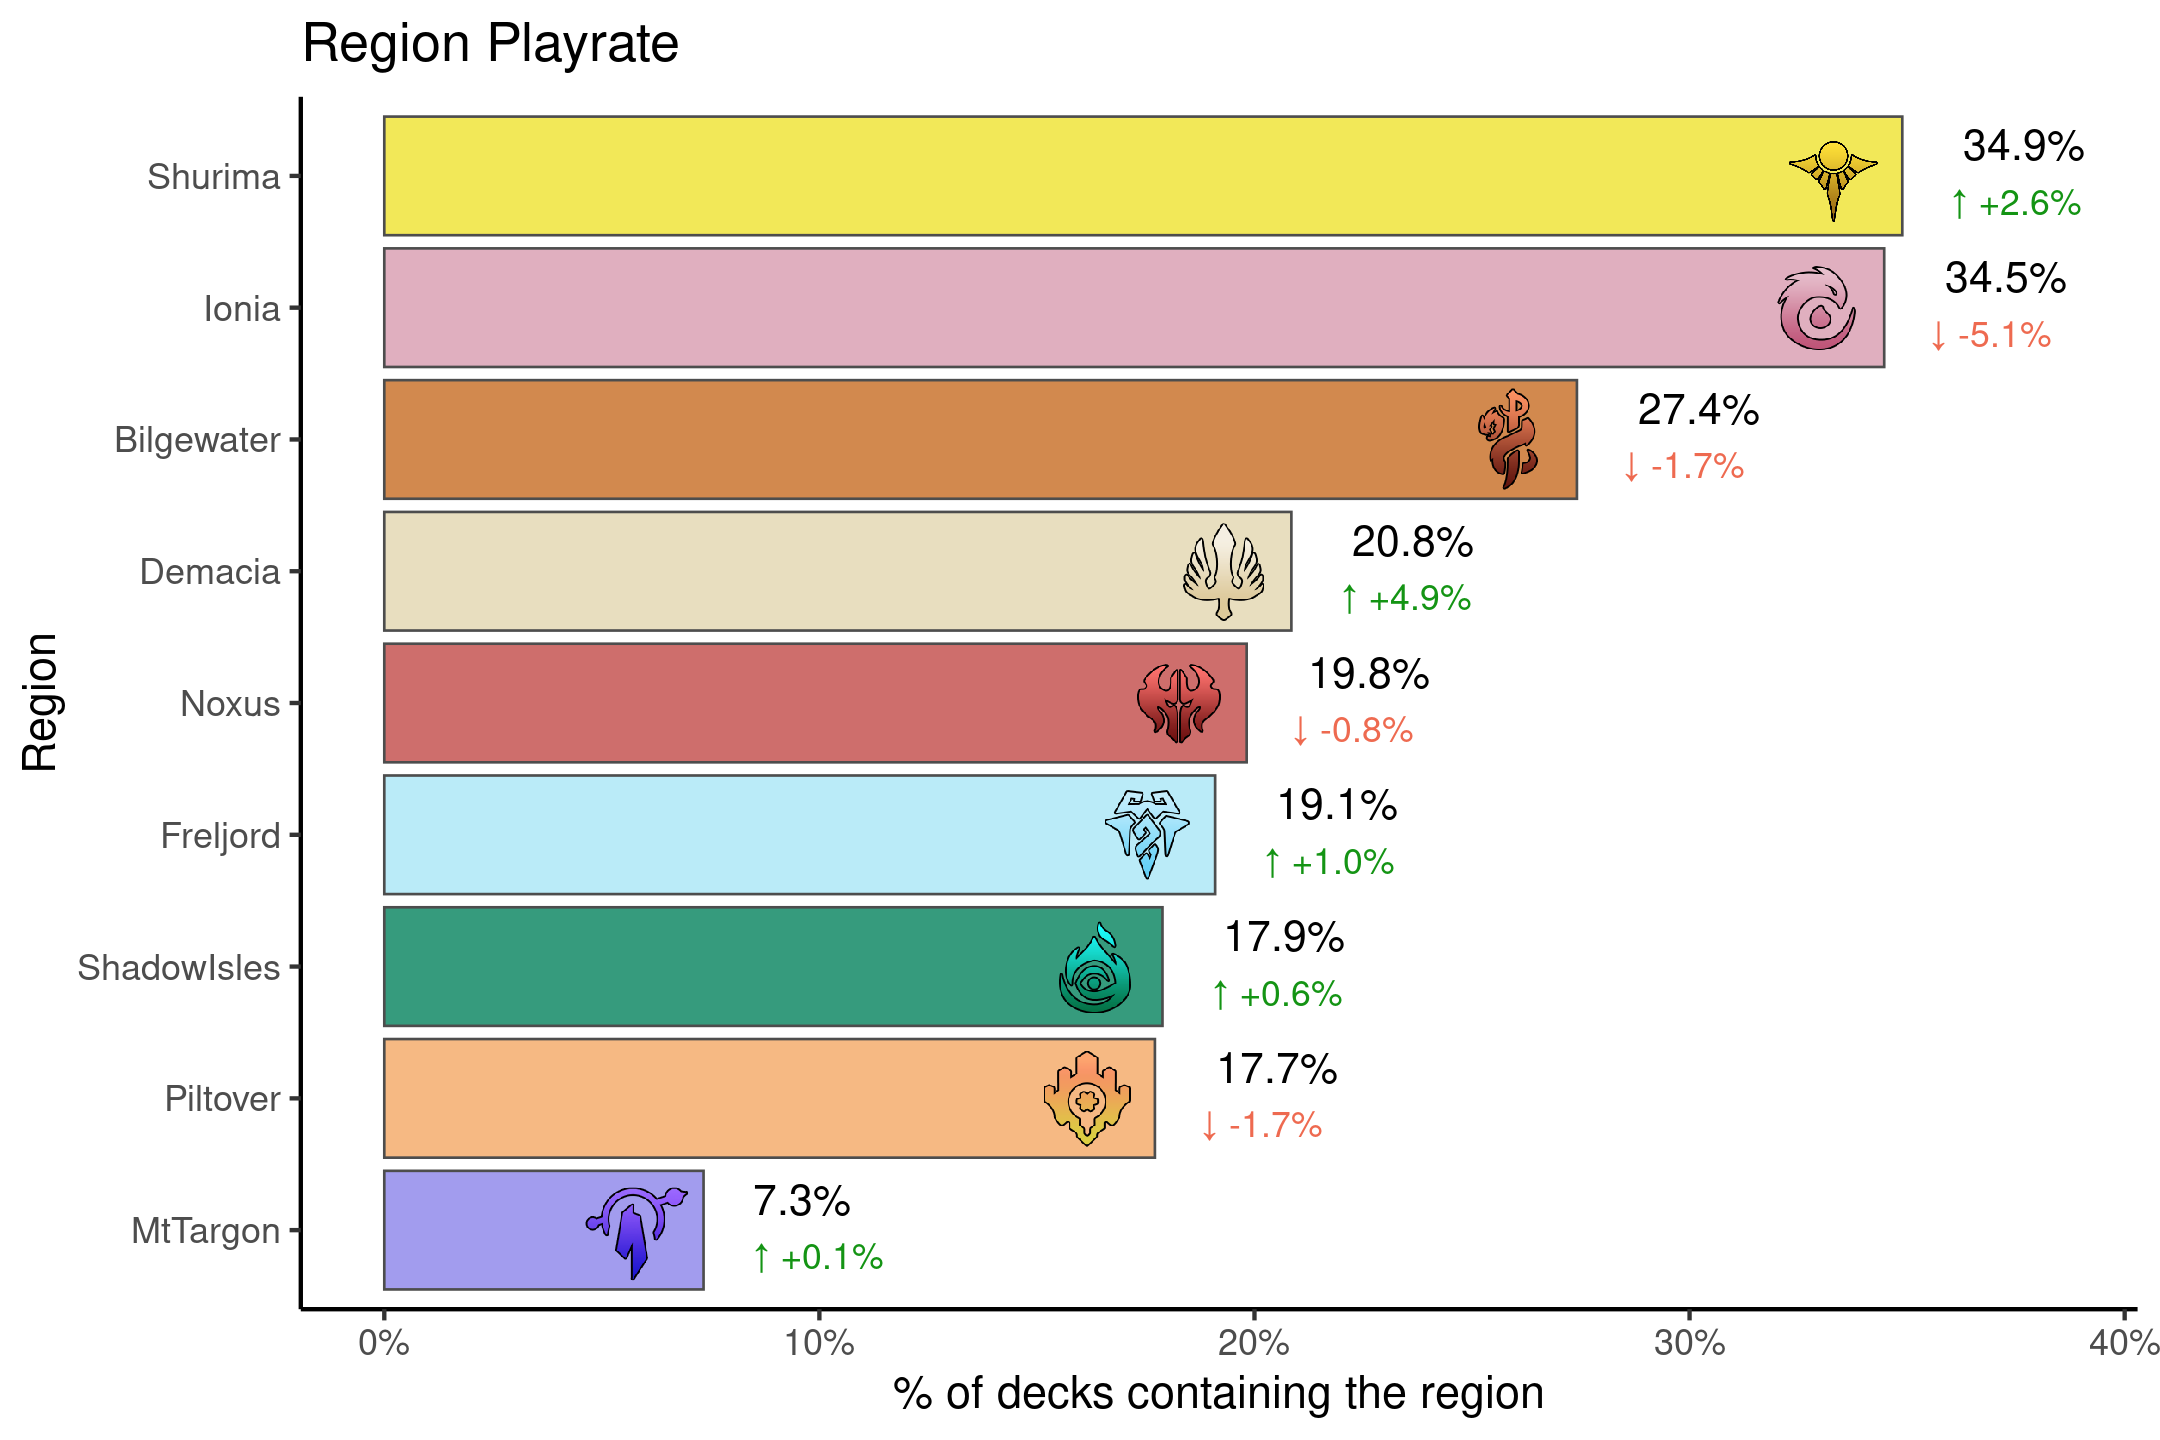 Region Playrate
Region
Shurima
34.9%
↑ +2.6%
Ionia
34.5%
↓ -5.1%
Bilgewater
27.4%
↓ -1.7%
Demacia
20.8%
↑ +4.9%
Noxus
19.8%
↓ -0.8%
Freljord
19.1%
↑ +1.0%
ShadowIsles
17.9%
↑ +0.6%
Piltover
17.7%
↓ -1.7%
MtTargon
7.3%
↑ +0.1%
0% 10% 20% 30% 40%
% of decks containing the region